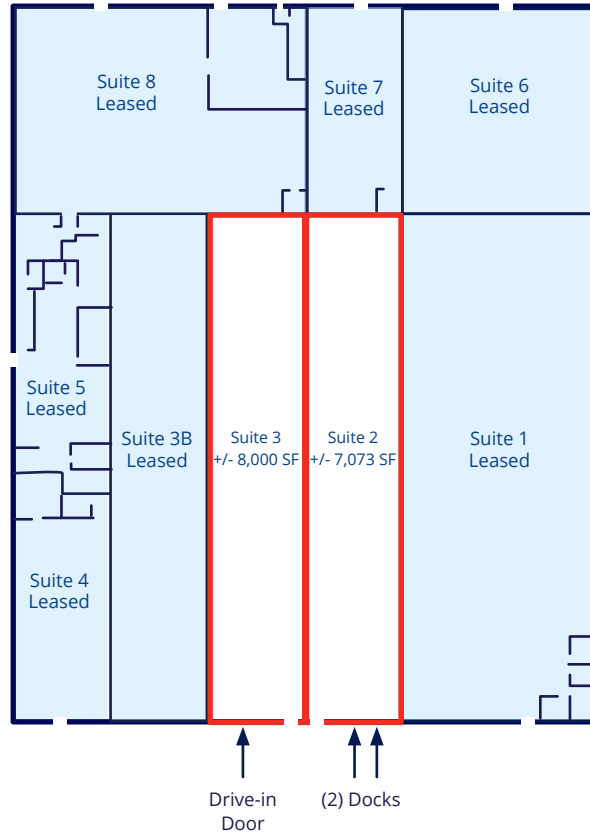 Suite 8
Leased
Suite 7
Leased
Suite 6
Leased
Suite 5
Leased
Suite 3B
Leased
Suite 3
+/- 8,000 SF
Suite 2
+/- 7,073 SF
Suite 1
Leased
Suite 4
Leased
Drive-in
Door
(2) Docks